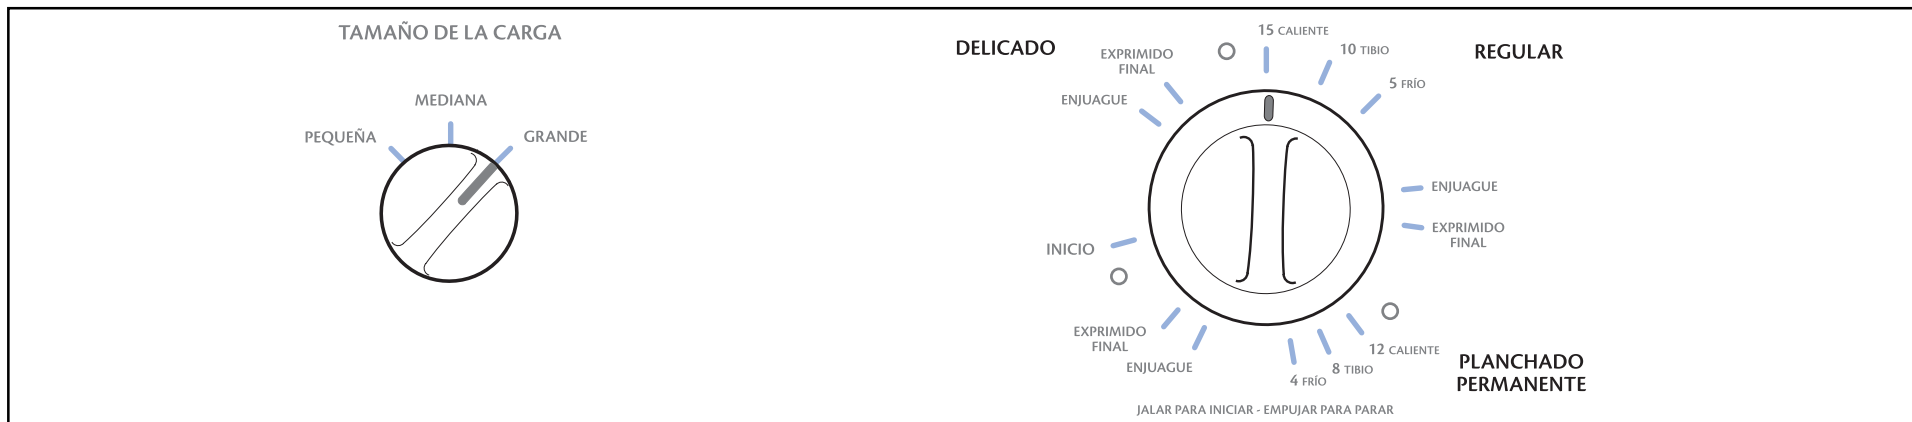 TAMAÑO DE LA CARGA
PEQUEÑA
MEDIANA
GRANDE
DELICADO
EXPRIMIDO
FINAL
ENJUAGUE
INICIO
15 CALIENTE
10 TIBIO
5 FRÍO
REGULAR
ENJUAGUE
EXPRIMIDO
FINAL
12 CALIENTE
8 TIBIO
4 FRÍO
PLANCHADO
PERMANENTE
EXPRIMIDO
FINAL
ENJUAGUE
JALAR PARA INICIAR - EMPUJAR PARA PARAR